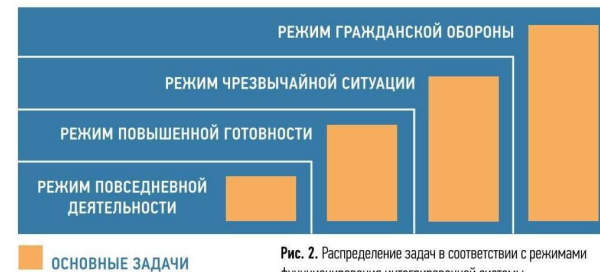 РЕЖИМ ГРАЖДАНСКОЙ ОБОРОНЫ
РЕЖИМ ЧРЕЗВЫЧАЙНОЙ СИТУАЦИИ
РЕЖИМ ПОВЫШЕННОЙ ГОТОВНОСТИ
РЕЖИМ ПОВСЕДНЕВНОЙ
ДЕЯТЕЛЬНОСТИ
ОСНОВНЫЕ ЗАДАЧИ
Рис. 2. Распределение задач в соответствии с режимами